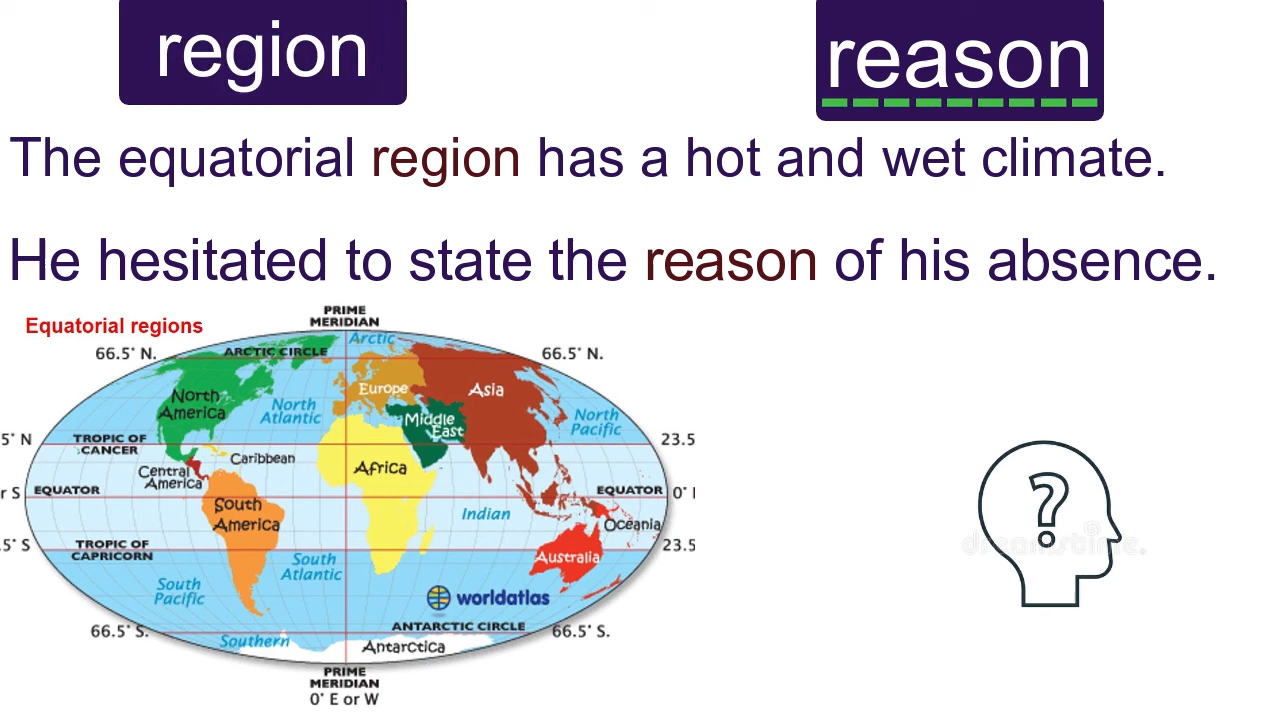 region
reason
The equatorial region has a hot and wet climate.
He hesitated to state the reason of his absence.
Equatorial regions
PRIME
MERIDIAN
Arctic
66.5° N.
ARCTIC CIRCLE
66.5° N.
North
America
North
Atlantic
Europe
Asia
Middle
East
North
Pacific
5° N
TROPIC OF
CANCER
23.5
Caribbean
Central
America
Africa
r S
EQUATOR
EQUATOR
0°
South
America
Indian
Oceania
5° S
TROPIC OF
CAPRICORN
23.5
South
Atlantic
Australia
South
Pacific
worldatlas
66.5° S.
ANTARCTIC CIRCLE
66.5° S.
Southern
Antarctica
PRIME
MERIDIAN
0° E or W
?
dreamstime.